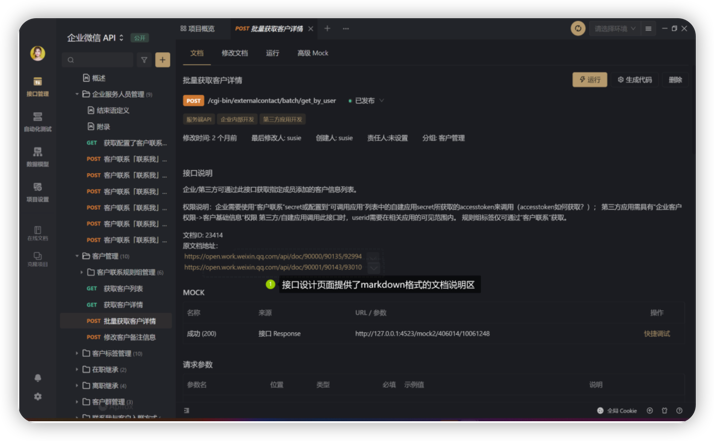 企业微信 API
公开
项目概览
POST 批量获取客户详情
请选择环境
接口管理
自动化测试
数据模型
项目设置
在线文档
概述
企业服务人员管理 (9)
结束语定义
附录
GET 获取配置了客户联系...
POST 客户联系「联系我」...
POST 客户联系「联系我」...
POST 客户联系「联系我」...
POST 客户联系「联系我」...
POST 客户联系「联系我」...
POST 客户联系「联系我」...
客户管理 (10)
客户联系规则组管理 (6)
GET 获取客户列表
GET 获取客户详情
POST 批量获取客户详情
POST 修改客户备注信息
客户标签管理 (10)
在职继承 (2)
离职继承 (4)
客户群管理 (3)
文档
修改文档
运行
高级 Mock
批量获取客户详情
运行
生成代码
删除
POST /cgi-bin/externalcontact/batch/get_by_user 已发布
服务端API
企业内部开发
第三方应用开发
修改时间: 2 个月前 最后修改人: susie 创建人: susie 责任人:未设置 分组: 客户管理
接口说明
企业/第三方可通过此接口获取指定成员添加的客户信息列表。
权限说明：企业需要使用"客户联系"secret或配置到"可调用应用"列表中的自建应用secret所获取的accesstoken来调用（accesstoken如何获取？）； 第三方应用需具有"企业客户
权限->客户基础信息"权限 第三方/自建应用调用此接口时，userid需要在相关应用的可见范围内。 规则组标签仅可通过"客户联系"获取。
文档ID: 23414
原文档地址:
https://open.work.weixin.qq.com/api/doc/90000/90135/92994
https://open.work.weixin.qq.com/api/doc/90001/90143/93010
1 接口设计页面提供了markdown格式的文档说明区
MOCK
名称 来源 URL / 参数 操作
成功 (200) 接口 Response http://127.0.0.1:4523/mock2/406014/10061248 快捷调试
请求参数
参数名 位置 类型 必填 示例值 说明
全局 Cookie